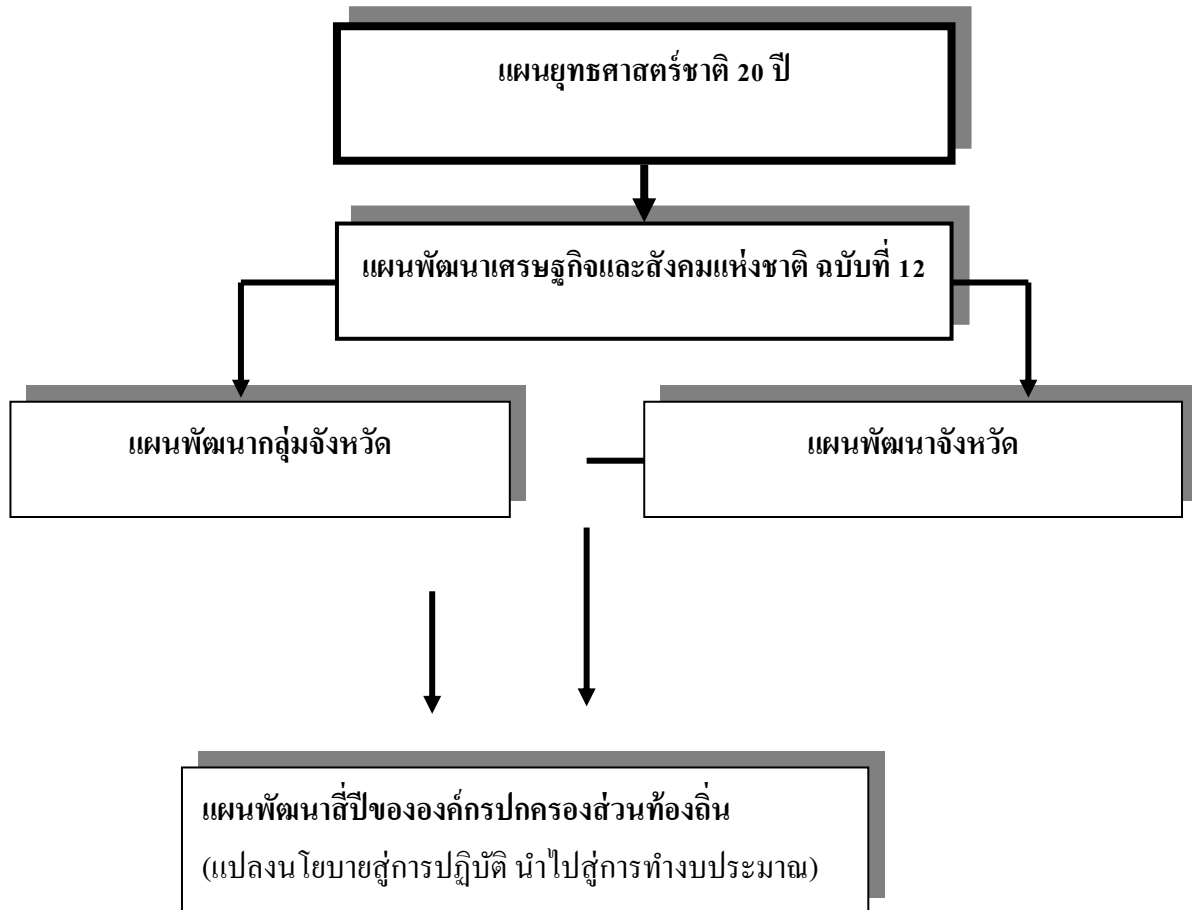 แผนยุทธศาสตร์ชาติ 20 ปี
แผนพัฒนาเศรษฐกิจและสังคมแห่งชาติ ฉบับที่ 12
แผนพัฒนากลุ่มจังหวัด
แผนพัฒนาจังหวัด
แผนพัฒนาสี่ปีขององค์กรปกครองส่วนท้องถิ่น
(แปลงนโยบายสู่การปฏิบัติ นำไปสู่การทำงบประมาณ)